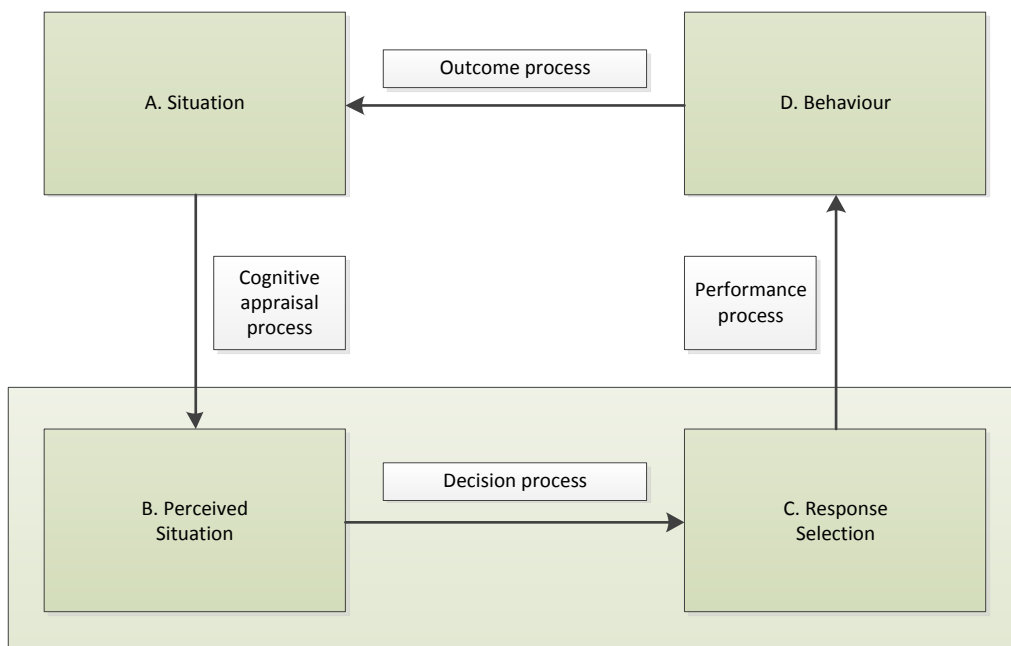 Outcome process
A. Situation
D. Behaviour
Cognitive
appraisal
process
Performance
process
Decision process
B. Perceived
Situation
C. Response
Selection